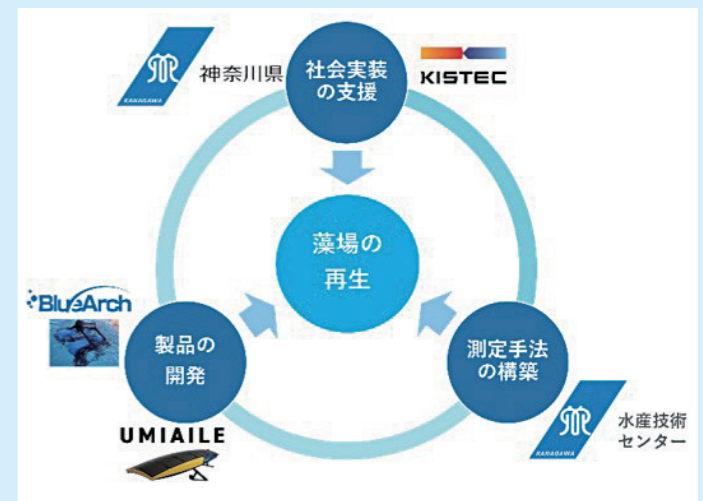 神奈川県
KANAGAWA
社会実装
の支援
KISTEC
藻場の
再生
BlueArch
製品の
開発
UMIAILE
測定手法
の構築
KANAGAWA
水産技術
センター